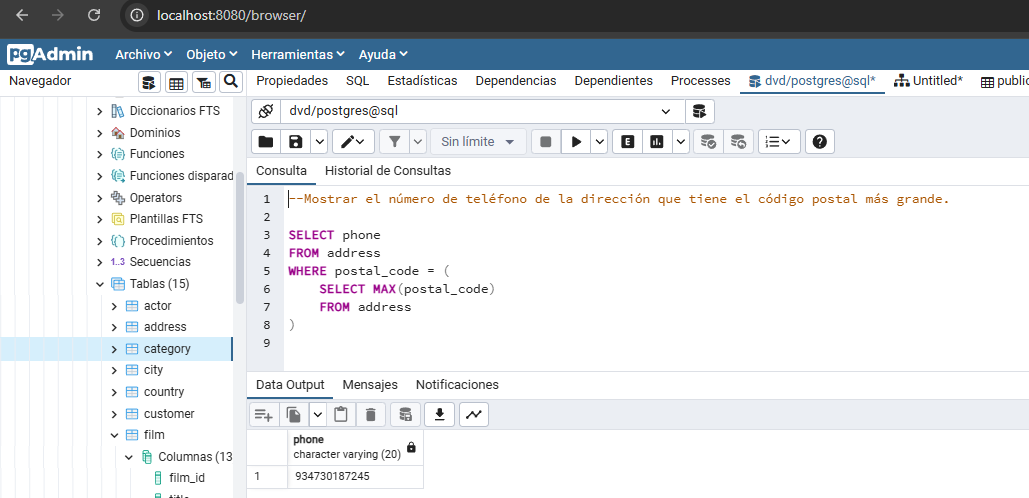 localhost:8080/browser/
pgAdmin Archivo Objeto Herramientas Ayuda
Navegador
Propiedades SQL Estadísticas Dependencias Dependientes Processes dvd/postgres@sql* Untitled*
Diccionarios FTS
Dominios
Funciones
Funciones disparad
Operators
Plantillas FTS
Procedimientos
1..3 Secuencias
Tablas (15)
actor
address
category
city
country
customer
film
Columnas (13
film_id
dvd/postgres@sql
Sin límite
E
Consulta Historial de Consultas
1 --Mostrar el número de teléfono de la dirección que tiene el código postal más grande.
2
3 SELECT phone
4 FROM address
5 WHERE postal_code = (
6 SELECT MAX(postal_code)
7 FROM address
8 )
9
Data Output Mensajes Notificaciones
phone
character varying (20)
1 934730187245